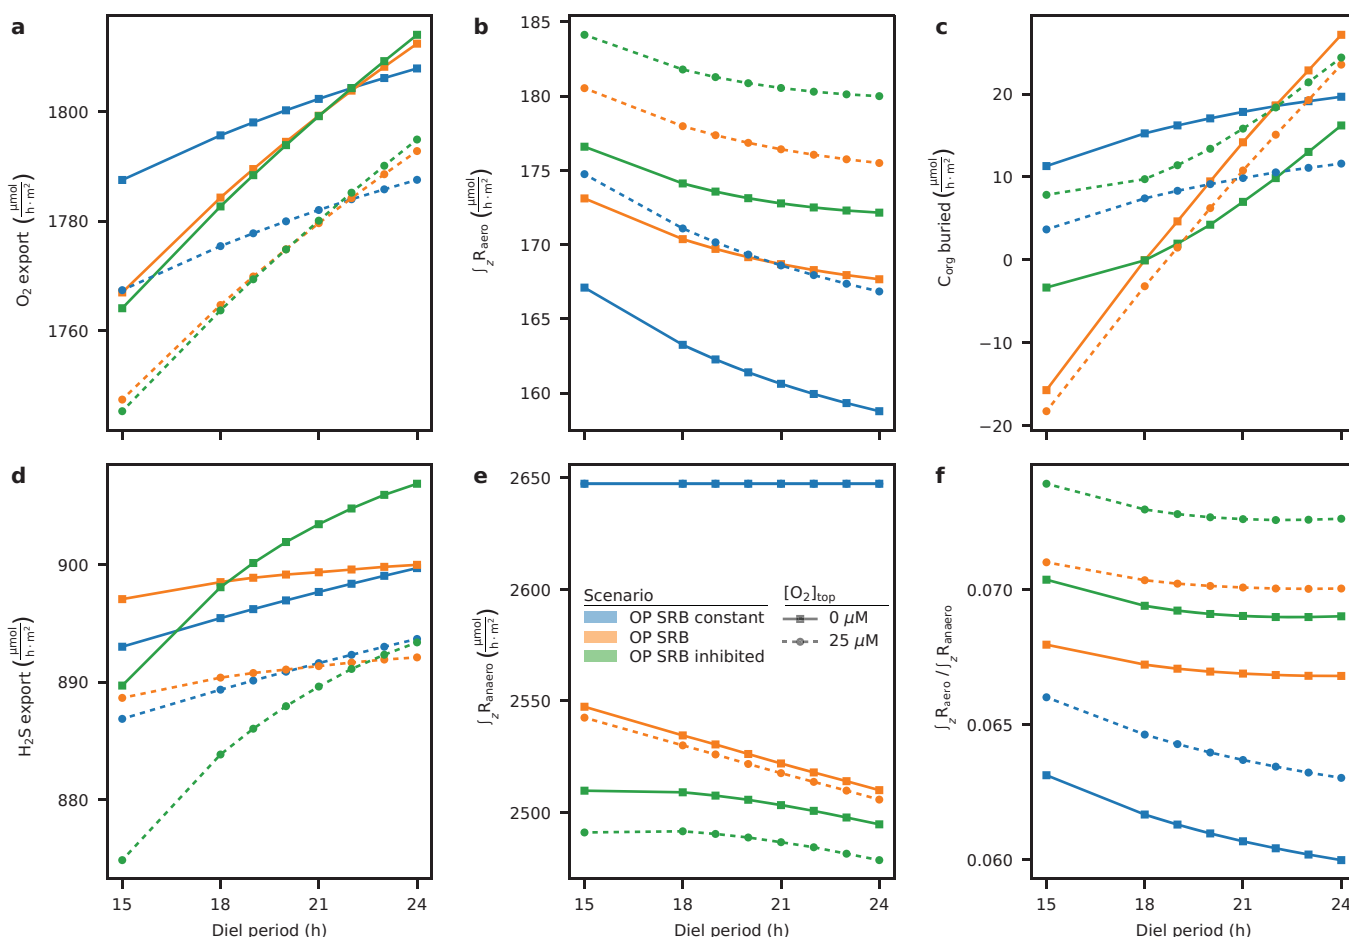 a
O₂ export (μmol / h · m²)
1800
1780
1760
b
∫z Raero (μmol / h · m²)
185
180
175
170
165
160
c
Corg buried (μmol / h · m²)
20
10
0
−10
−20
d
H₂S export (μmol / h · m²)
900
890
880
15 18 21 24
Diel period (h)
e
∫z Ranaero (μmol / h · m²)
2650
2600
2550
2500
Scenario
OP SRB constant
OP SRB
OP SRB inhibited
[O₂]top
0 μM
25 μM
15 18 21 24
Diel period (h)
f
∫z Raero / ∫z Ranaero
0.070
0.065
0.060
15 18 21 24
Diel period (h)